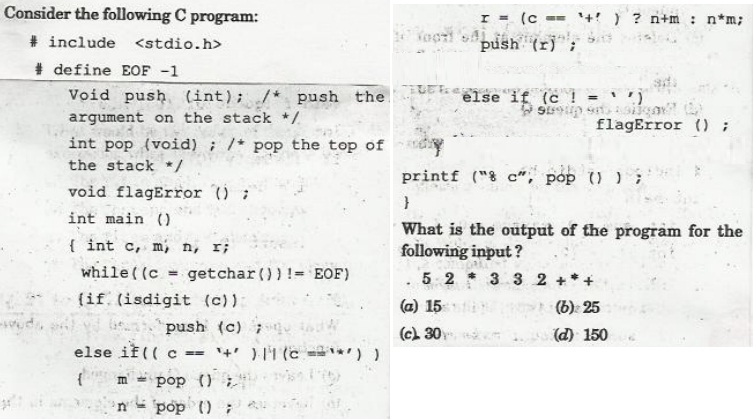 Consider the following C program:
# include <stdio.h>
# define EOF -1
Void push (int); /* push the
argument on the stack */
int pop (void) ; /* pop the top of
the stack */
void flagError () ;
int main ()
{ int c, m, n, r;
while((c = getchar())!= EOF)
{if (isdigit (c))
push (c) ;
else if(( c == '+' )||(c =='*') )
{ m = pop () ;
n = pop () ;
r = (c == '+' ) ? n+m : n*m;
push (r) ;
}
else if (c ! = ' ')
flagError () ;
}
printf ("% c", pop () ) ;
}
What is the output of the program for the
following input?
5 2 * 3 3 2 +*+
(a) 15 (b) 25
(c) 30 (d) 150